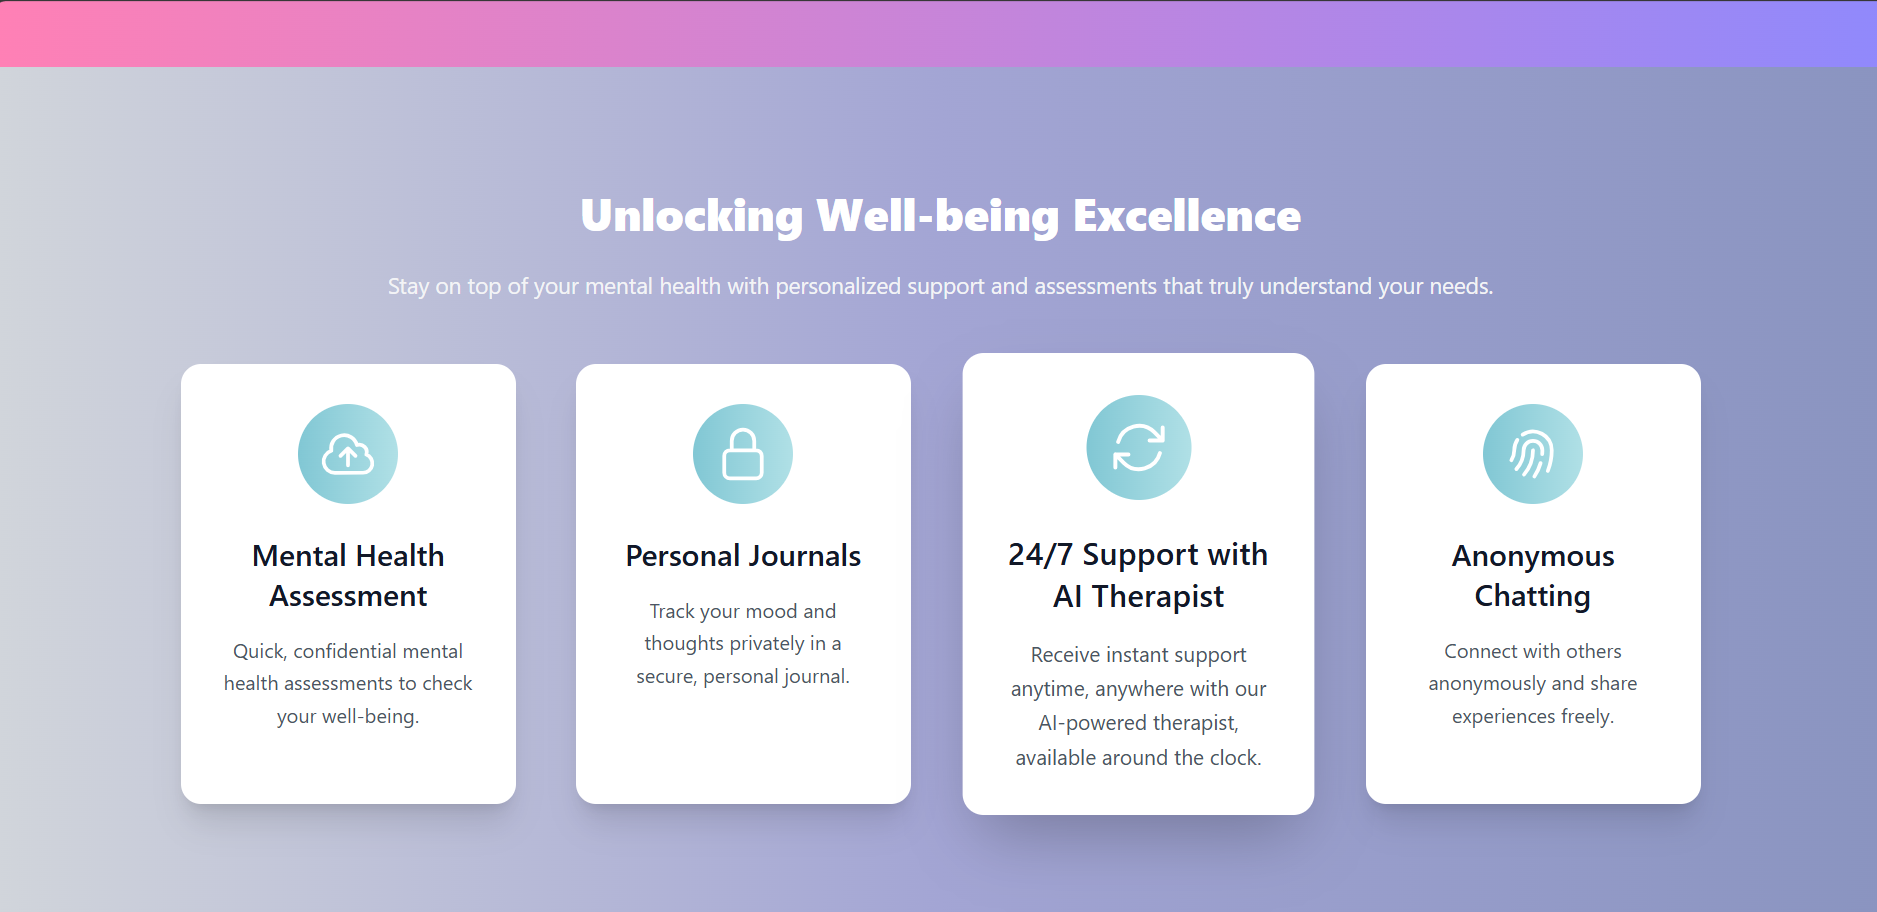 Unlocking Well-being Excellence
Stay on top of your mental health with personalized support and assessments that truly understand your needs.
Mental Health
Assessment
Quick, confidential mental
health assessments to check
your well-being.
Personal Journals
Track your mood and
thoughts privately in a
secure, personal journal.
24/7 Support with
AI Therapist
Receive instant support
anytime, anywhere with our
AI-powered therapist,
available around the clock.
Anonymous
Chatting
Connect with others
anonymously and share
experiences freely.